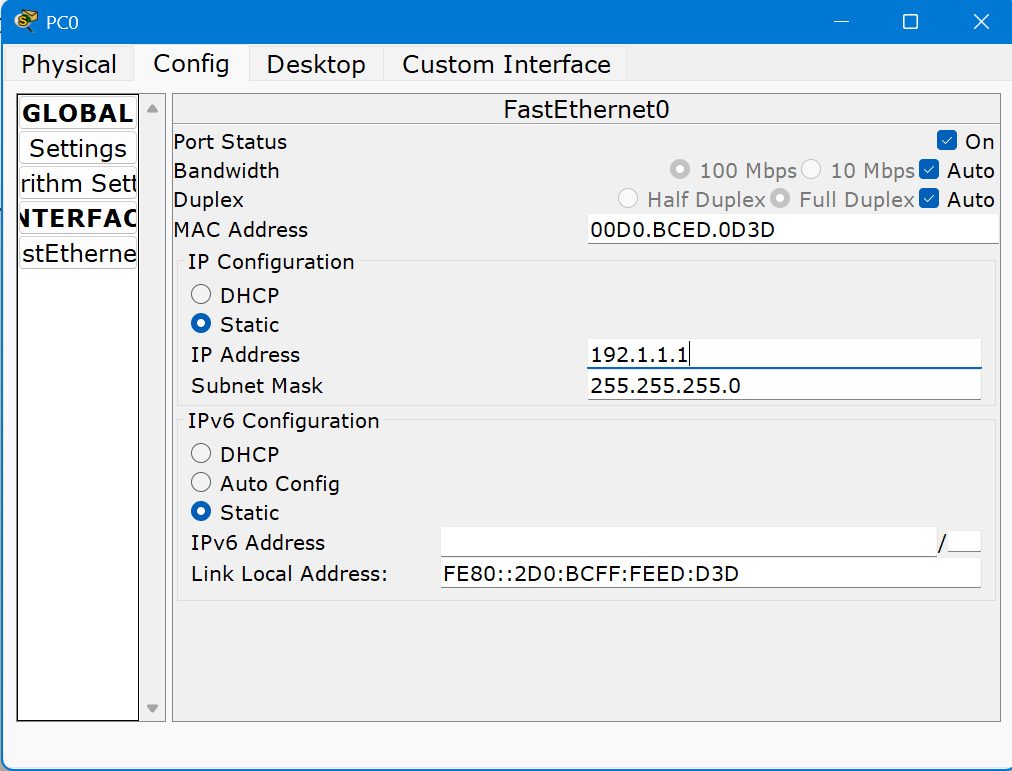 PC0
Physical Config Desktop Custom Interface
GLOBAL
Settings
rithm Sett
NTERFAC
stEtherne
FastEthernet0
Port Status On
Bandwidth 100 Mbps 10 Mbps Auto
Duplex Half Duplex Full Duplex Auto
MAC Address 00D0.BCED.0D3D
IP Configuration
DHCP
Static
IP Address 192.1.1.1
Subnet Mask 255.255.255.0
IPv6 Configuration
DHCP
Auto Config
Static
IPv6 Address /
Link Local Address: FE80::2D0:BCFF:FEED:D3D